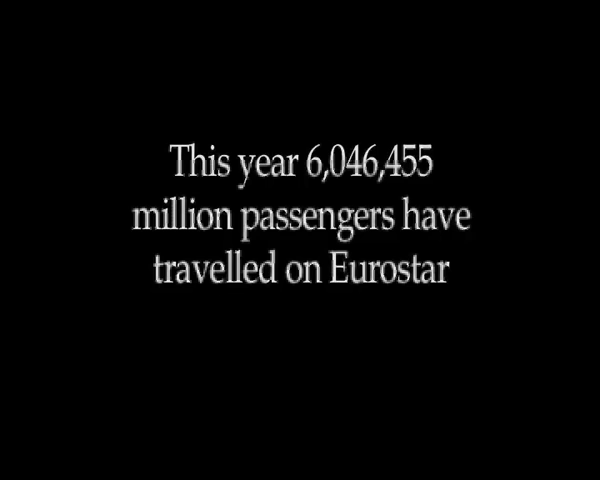 This year 6,046,455
million passengers have
travelled on Eurostar